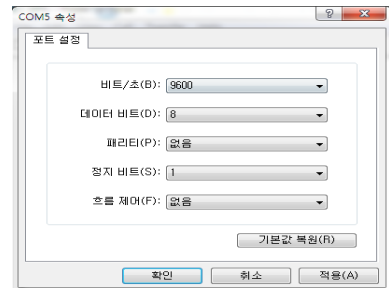 COM5 속성
포트 설정
비트/초(B): 9600
데이터 비트(D): 8
패리티(P): 없음
정지 비트(S): 1
흐름 제어(F): 없음
기본값 복원(R)
확인 취소 적용(A)